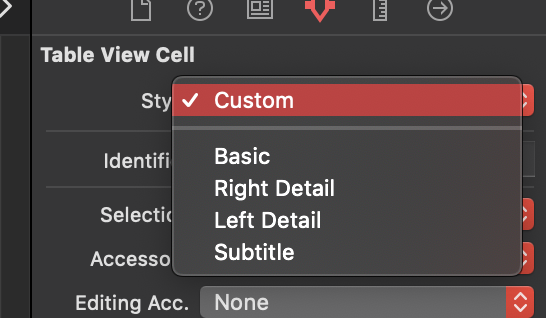 Table View Cell
Sty
Custom
Identifi
Basic
Right Detail
Selectio
Left Detail
Accesso
Subtitle
Editing Acc. None